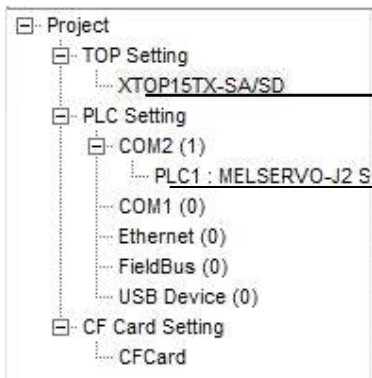 Project
TOP Setting
XTOP15TX-SA/SD
PLC Setting
COM2 (1)
PLC1 : MELSERVO-J2 S
COM1 (0)
Ethernet (0)
FieldBus (0)
USB Device (0)
CF Card Setting
CFCard